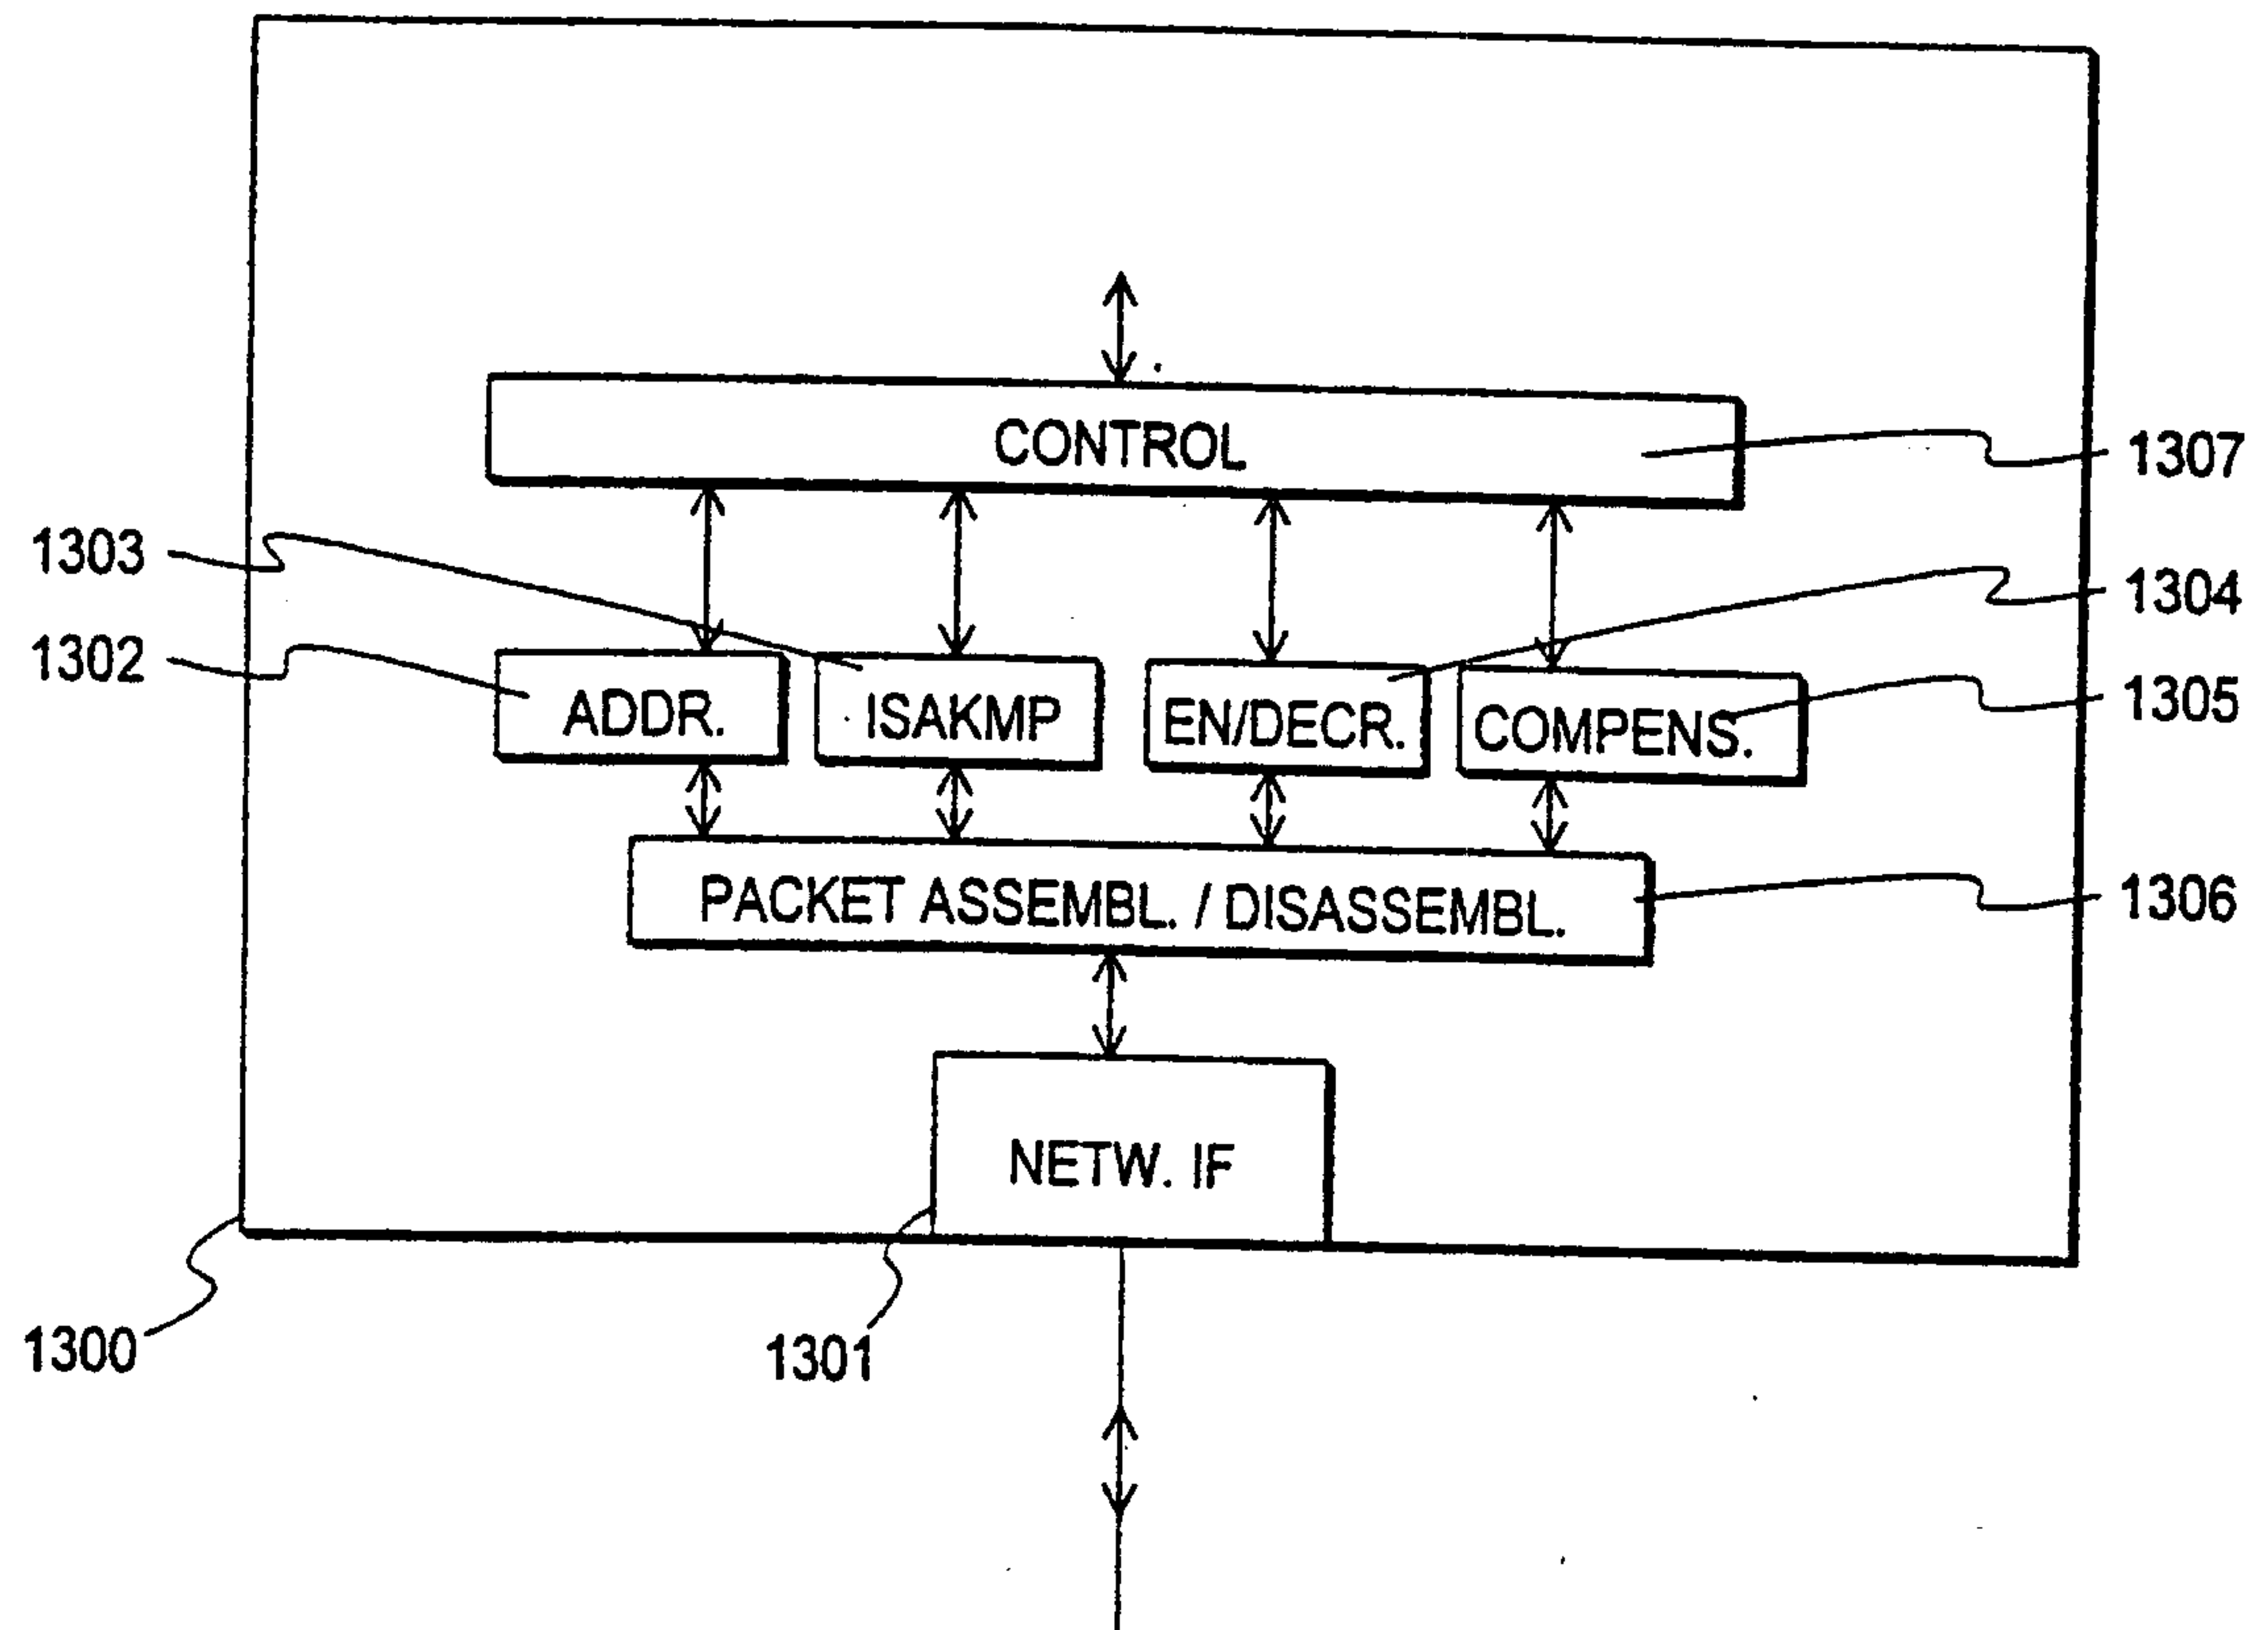 CONTROL
1307
1303
1304
1302
ADDR.
ISAKMP
EN/DECR.
COMPENS.
1305
PACKET ASSEMBL. / DISASSEMBL.
1306
NETW. IF
1300
1301